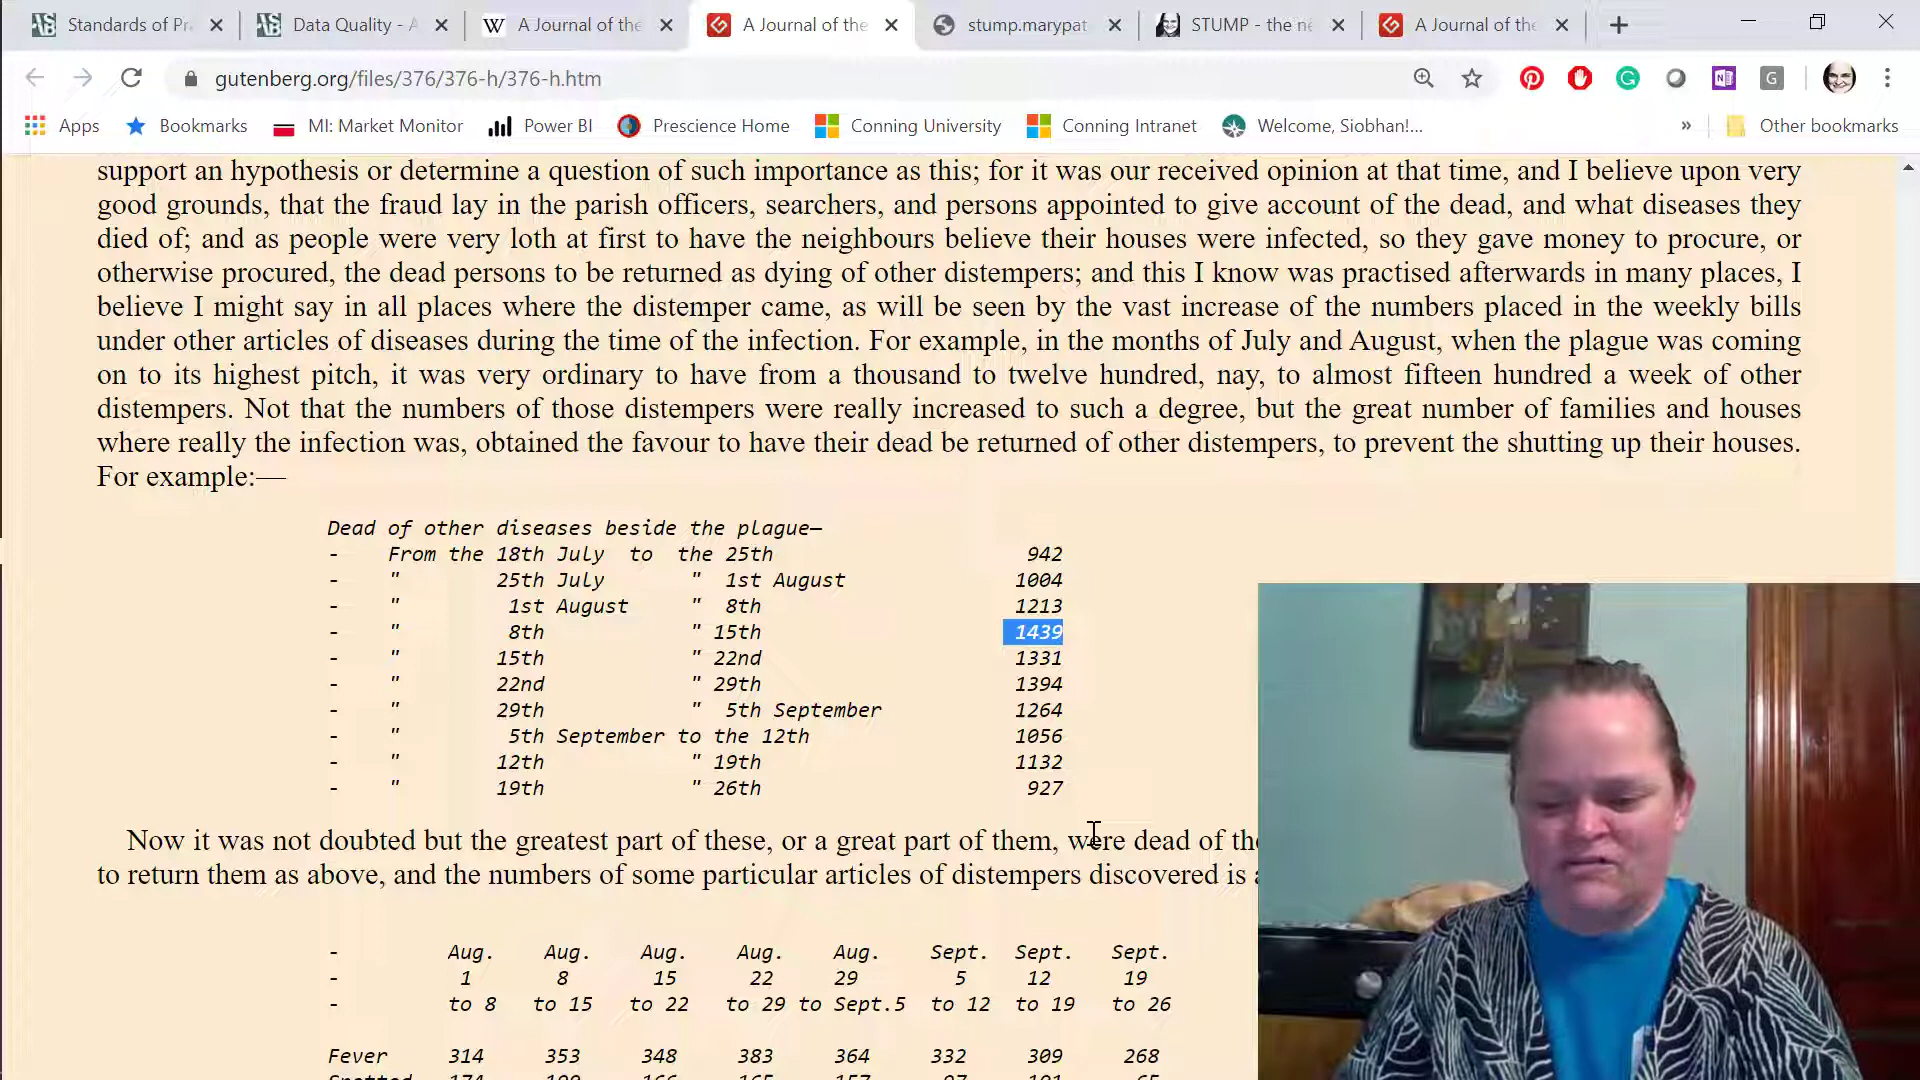 Standards of Pr
Data Quality - A
A Journal of the
A Journal of the
stump.marypat
STUMP - the ne
A Journal of the
gutenberg.org/files/376/376-h/376-h.htm
Apps
Bookmarks
MI: Market Monitor
Power BI
Prescience Home
Conning University
Conning Intranet
Welcome, Siobhan!...
»
Other bookmarks
support an hypothesis or determine a question of such importance as this; for it was our received opinion at that time, and I believe upon very
good grounds, that the fraud lay in the parish officers, searchers, and persons appointed to give account of the dead, and what diseases they
died of; and as people were very loth at first to have the neighbours believe their houses were infected, so they gave money to procure, or
otherwise procured, the dead persons to be returned as dying of other distempers; and this I know was practised afterwards in many places, I
believe I might say in all places where the distemper came, as will be seen by the vast increase of the numbers placed in the weekly bills
under other articles of diseases during the time of the infection. For example, in the months of July and August, when the plague was coming
on to its highest pitch, it was very ordinary to have from a thousand to twelve hundred, nay, to almost fifteen hundred a week of other
distempers. Not that the numbers of those distempers were really increased to such a degree, but the great number of families and houses
where really the infection was, obtained the favour to have their dead be returned of other distempers, to prevent the shutting up their houses.
For example:—
Dead of other diseases beside the plague—
- From the 18th July to the 25th 942
- " 25th July " 1st August 1004
- " 1st August " 8th 1213
- " 8th " 15th 1439
- " 15th " 22nd 1331
- " 22nd " 29th 1394
- " 29th " 5th September 1264
- " 5th September to the 12th 1056
- " 12th " 19th 1132
- " 19th " 26th 927
Now it was not doubted but the greatest part of these, or a great part of them, were dead of the
to return them as above, and the numbers of some particular articles of distempers discovered is a
- Aug. Aug. Aug. Aug. Aug. Sept. Sept. Sept.
- 1 8 15 22 29 5 12 19
- to 8 to 15 to 22 to 29 to Sept.5 to 12 to 19 to 26
Fever 314 353 348 383 364 332 309 268